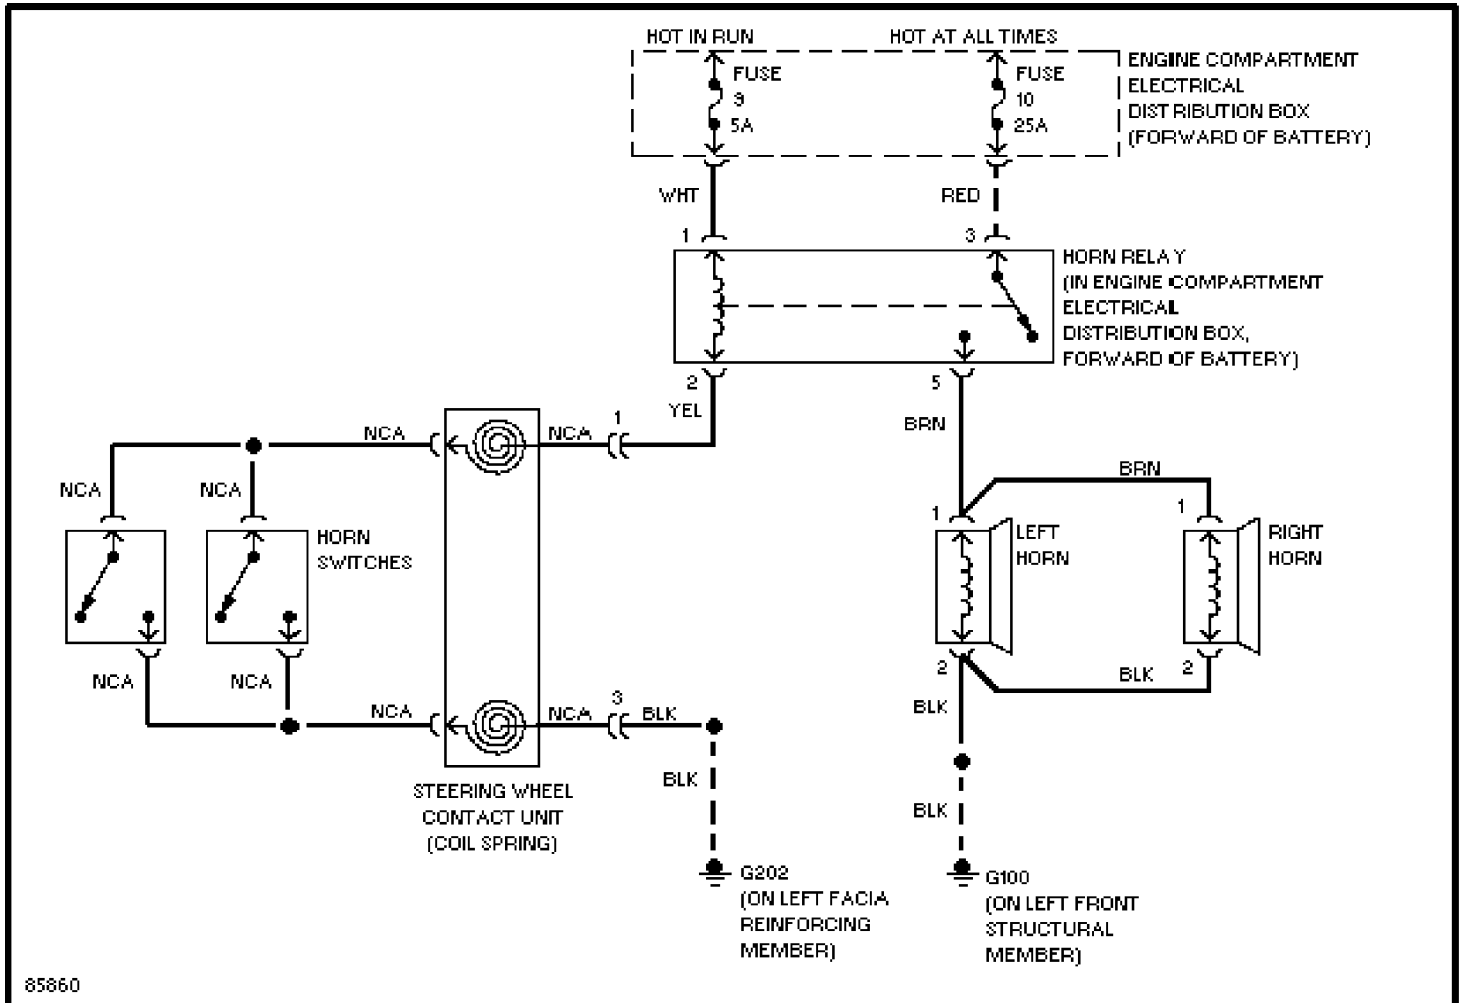 HOT IN RUN
HOT AT ALL TIMES
FUSE
9
5A
FUSE
10
25A
ENGINE COMPARTMENT
ELECTRICAL
DISTRIBUTION BOX
(FORWARD OF BATTERY)
WHT
RED
1
3
HORN RELAY
(IN ENGINE COMPARTMENT
ELECTRICAL
DISTRIBUTION BOX,
FORWARD OF BATTERY)
2
5
YEL
BRN
NCA
NCA
1
BRN
NCA
NCA
1
1
HORN
SWITCHES
LEFT
HORN
RIGHT
HORN
NCA
NCA
2
BLK
2
NCA
NCA
3
BLK
BLK
BLK
BLK
STEERING WHEEL
CONTACT UNIT
(COIL SPRING)
G202
(ON LEFT FACIA
REINFORCING
MEMBER)
G100
(ON LEFT FRONT
STRUCTURAL
MEMBER)
85860